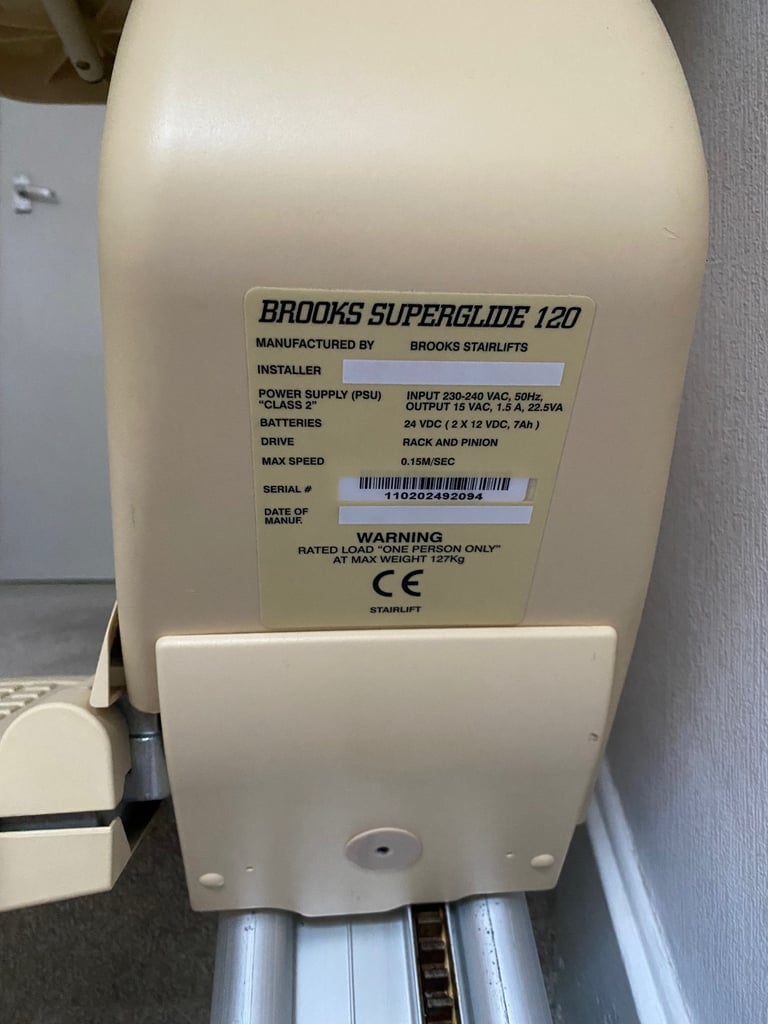 BROOKS SUPERGLIDE 120
MANUFACTURED BY BROOKS STAIRLIFTS
INSTALLER
POWER SUPPLY (PSU) INPUT 230-240 VAC, 50Hz,
"CLASS 2" OUTPUT 15 VAC, 1.5 A, 22.5VA
BATTERIES 24 VDC ( 2 X 12 VDC, 7Ah )
DRIVE RACK AND PINION
MAX SPEED 0.15M/SEC
SERIAL # 110202492094
DATE OF
MANUF.
WARNING
RATED LOAD "ONE PERSON ONLY"
AT MAX WEIGHT 127Kg
CE
STAIRLIFT